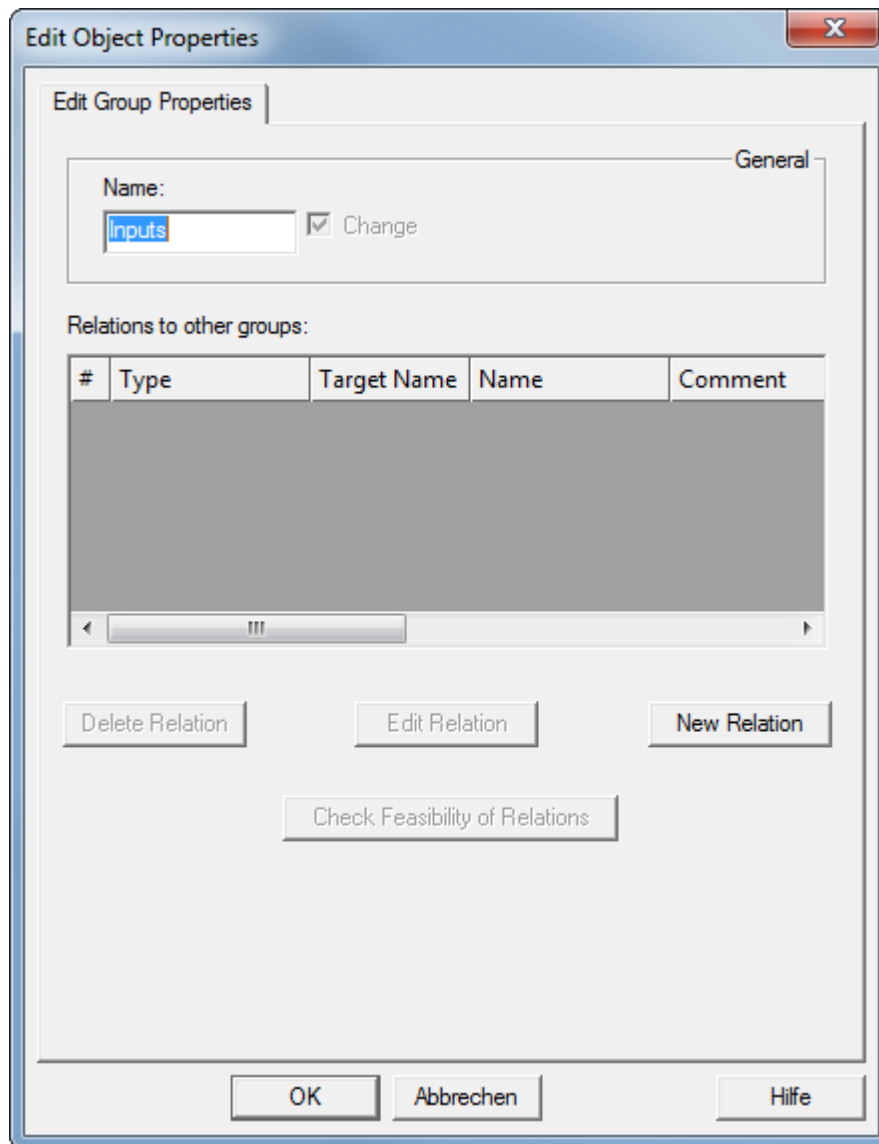 Edit Object Properties
Edit Group Properties
General
Name:
Inputs
Change
Relations to other groups:
# Type Target Name Name Comment
Delete Relation Edit Relation New Relation
Check Feasibility of Relations
OK Abbrechen Hilfe